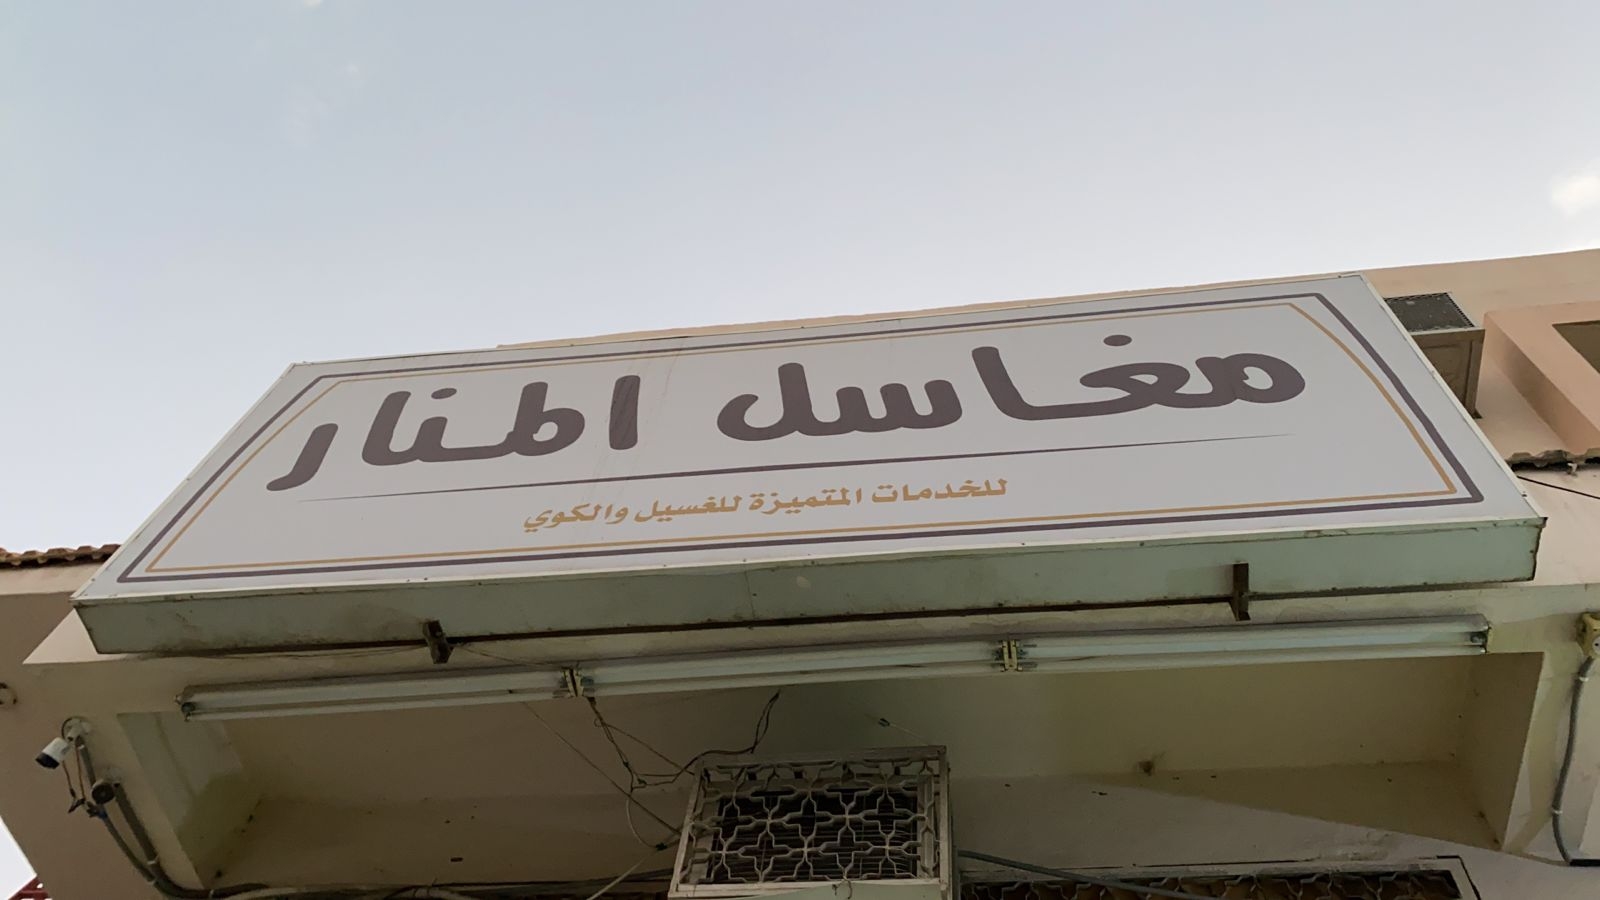 مغاسل المنار
للخدمات المتميزة للغسيل والكوي